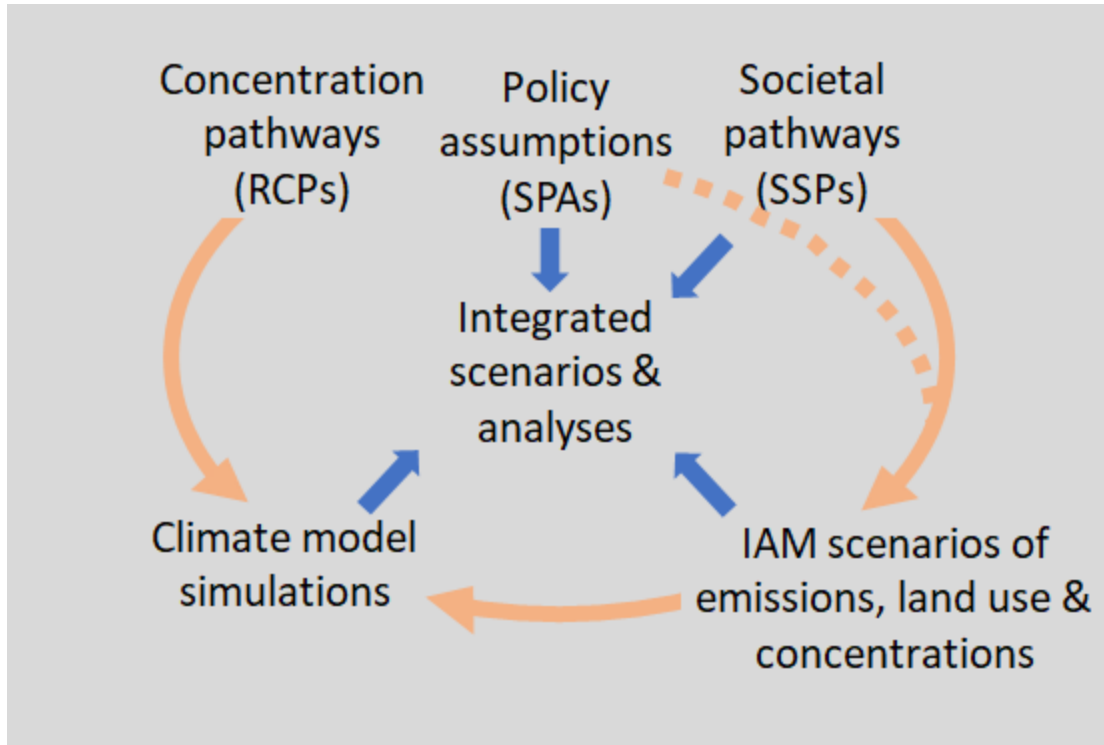 Concentration
pathways
(RCPs)
Policy
assumptions
(SPAs)
Societal
pathways
(SSPs)
Integrated
scenarios &
analyses
Climate model
simulations
IAM scenarios of
emissions, land use &
concentrations